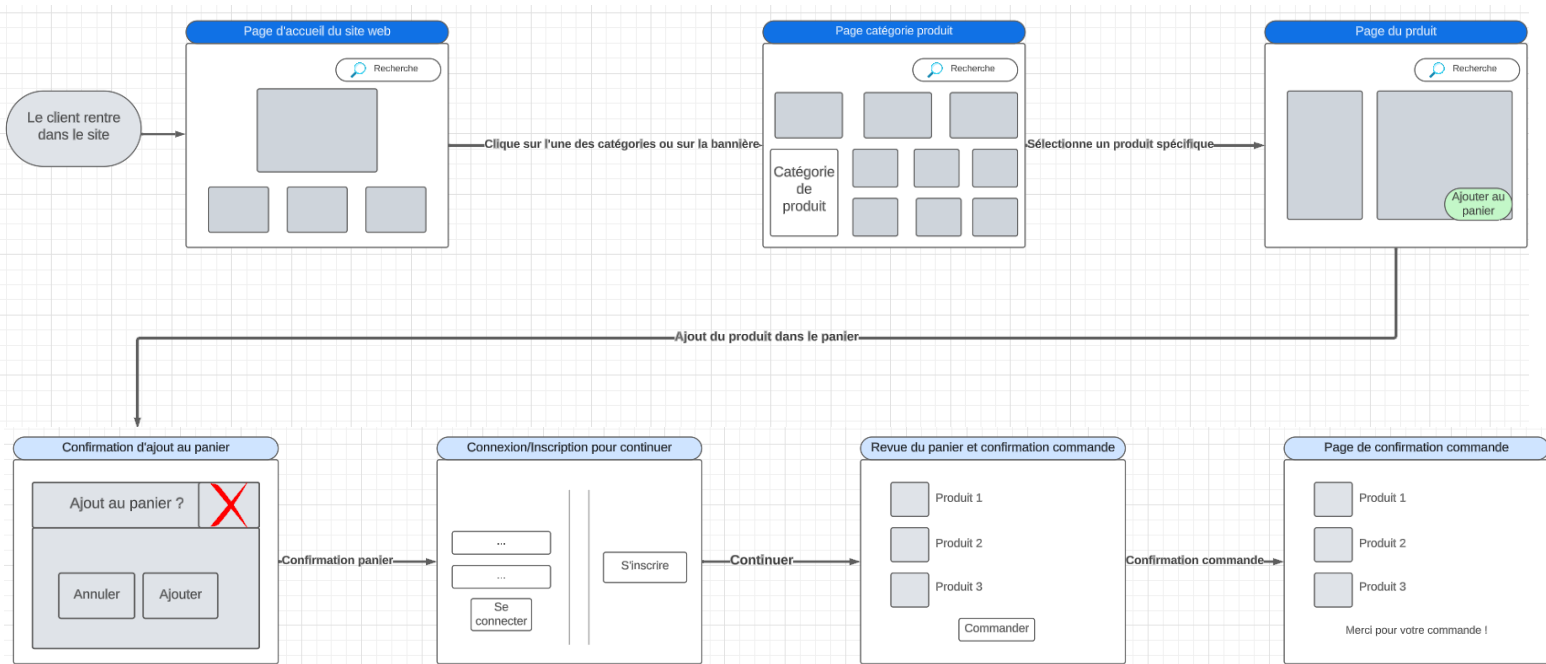 Page d'accueil du site web
Page catégorie produit
Page du prduit
Recherche
Recherche
Recherche
Le client rentre
dans le site
Clique sur l'une des catégories ou sur la bannière
Sélectionne un produit spécifique
Catégorie
de
produit
Ajouter au
panier
Ajout du produit dans le panier
Confirmation d'ajout au panier
Connexion/Inscription pour continuer
Revue du panier et confirmation commande
Page de confirmation commande
Ajout au panier ?
X
Annuler
Ajouter
Confirmation panier
...
...
Se
connecter
S'inscrire
Continuer
Produit 1
Produit 2
Produit 3
Commander
Confirmation commande
Produit 1
Produit 2
Produit 3
Merci pour votre commande !